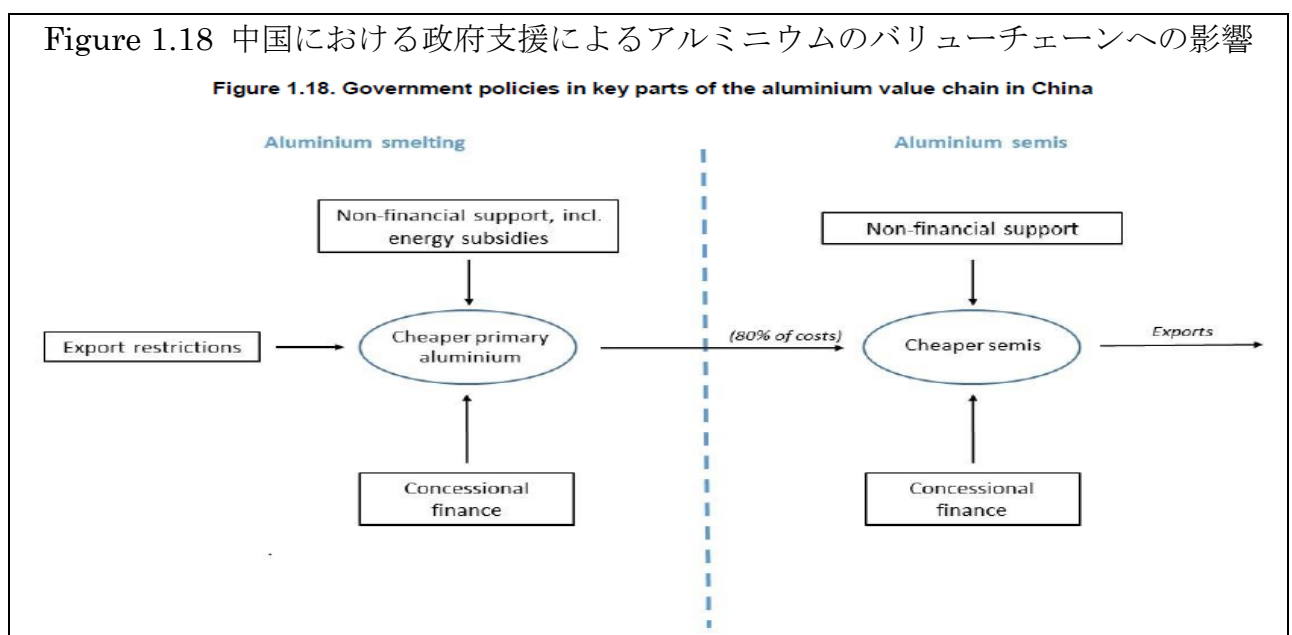 Figure 1.18 中国における政府支援によるアルミニウムのバリューチェーンへの影響
Figure 1.18. Government policies in key parts of the aluminium value chain in China
Aluminium smelting
Aluminium semis
Non-financial support, incl.
energy subsidies
Non-financial support
Export restrictions
Cheaper primary
aluminium
(80% of costs)
Cheaper semis
Exports
Concessional
finance
Concessional
finance